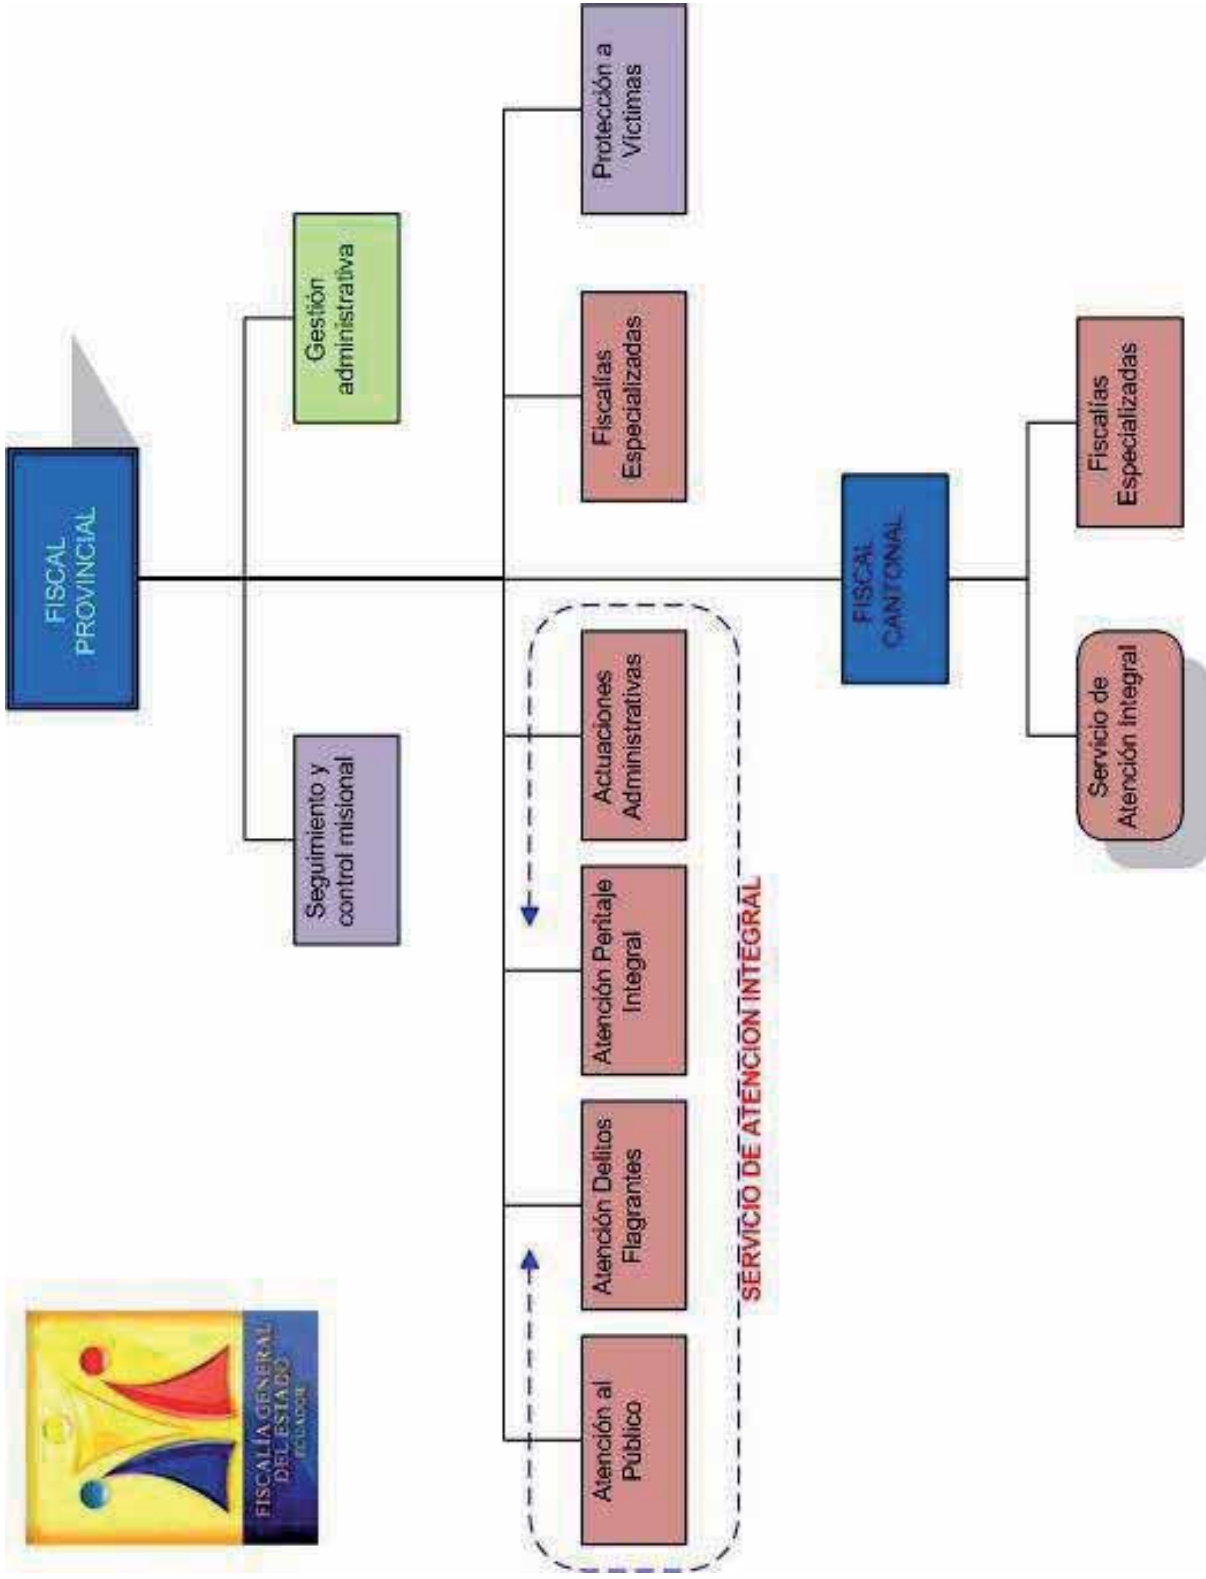 FISCALÍA GENERAL
DEL ESTADO
ECUADOR
FISCAL
PROVINCIAL
Seguimiento y
control misional
Gestión
administrativa
Atención al
Público
Atención Delitos
Flagrantes
Atención Peritaje
Integral
Actuaciones
Administrativas
Fiscalías
Especializadas
Protección a
Víctimas
SERVICIO DE ATENCION INTEGRAL
FISCAL
CANTONAL
Servicio de
Atención Integral
Fiscalías
Especializadas